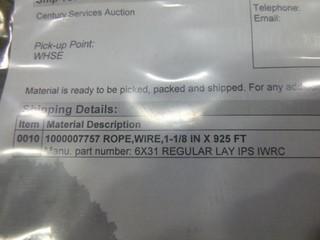 Century Services Auction
Telephone:
Email:
Pick-up Point:
WHSE
Material is ready to be picked, packed and shipped. For any
Shipping Details:
Item Material Description
0010 1000007757 ROPE,WIRE,1-1/8 IN X 925 FT
Manu. part number: 6X31 REGULAR LAY IPS IWRC